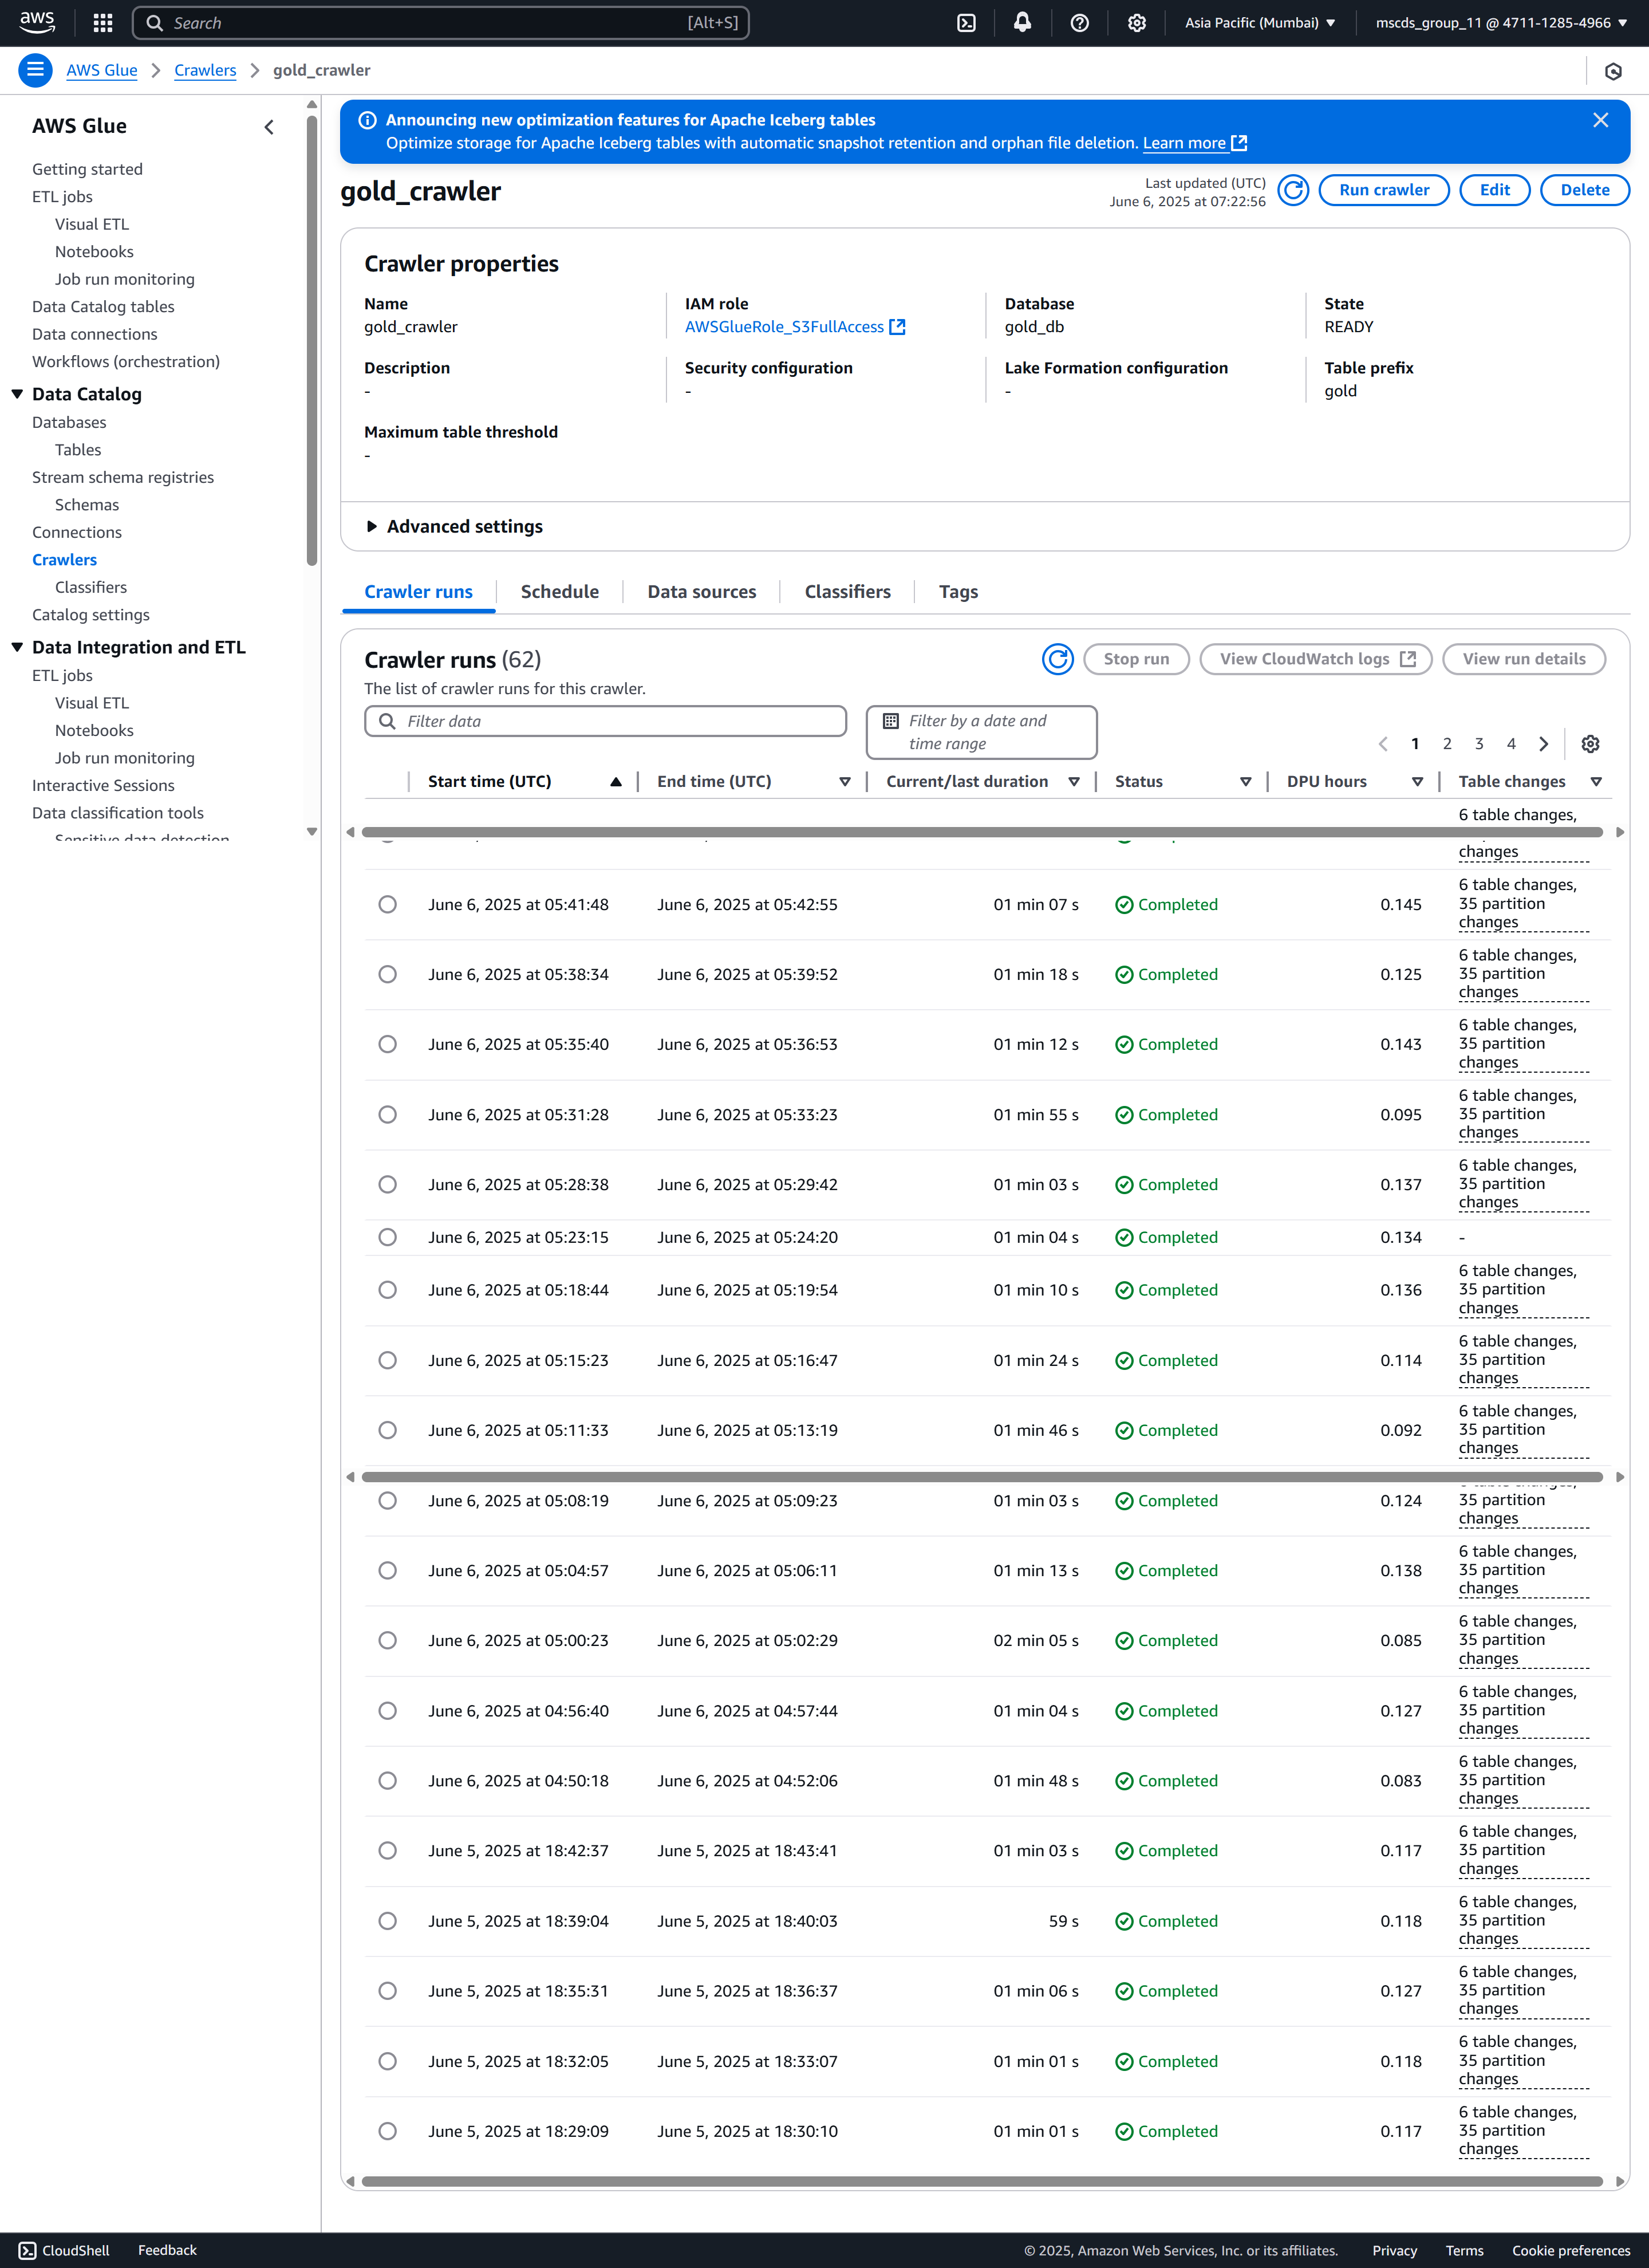 aws
Search [Alt+S]
Asia Pacific (Mumbai) ▼
mscds_group_11 @ 4711-1285-4966 ▼
AWS Glue > Crawlers > gold_crawler
AWS Glue
Getting started
ETL jobs
Visual ETL
Notebooks
Job run monitoring
Data Catalog tables
Data connections
Workflows (orchestration)
Data Catalog
Databases
Tables
Stream schema registries
Schemas
Connections
Crawlers
Classifiers
Catalog settings
Data Integration and ETL
ETL jobs
Visual ETL
Notebooks
Job run monitoring
Interactive Sessions
Data classification tools
Sensitive data detection
Announcing new optimization features for Apache Iceberg tables
Optimize storage for Apache Iceberg tables with automatic snapshot retention and orphan file deletion. Learn more
gold_crawler
Last updated (UTC)
June 6, 2025 at 07:22:56
Run crawler
Edit
Delete
Crawler properties
Name
gold_crawler
IAM role
AWSGlueRole_S3FullAccess
Database
gold_db
State
READY
Description
-
Security configuration
-
Lake Formation configuration
-
Table prefix
gold
Maximum table threshold
-
Advanced settings
Crawler runs
Schedule
Data sources
Classifiers
Tags
Crawler runs (62)
The list of crawler runs for this crawler.
Stop run
View CloudWatch logs
View run details
Filter data
Filter by a date and
time range
1 2 3 4
Start time (UTC) End time (UTC) Current/last duration Status DPU hours Table changes
6 table changes,
changes
June 6, 2025 at 05:41:48 June 6, 2025 at 05:42:55 01 min 07 s Completed 0.145 6 table changes,
35 partition
changes
June 6, 2025 at 05:38:34 June 6, 2025 at 05:39:52 01 min 18 s Completed 0.125 6 table changes,
35 partition
changes
June 6, 2025 at 05:35:40 June 6, 2025 at 05:36:53 01 min 12 s Completed 0.143 6 table changes,
35 partition
changes
June 6, 2025 at 05:31:28 June 6, 2025 at 05:33:23 01 min 55 s Completed 0.095 6 table changes,
35 partition
changes
June 6, 2025 at 05:28:38 June 6, 2025 at 05:29:42 01 min 03 s Completed 0.137 6 table changes,
35 partition
changes
June 6, 2025 at 05:23:15 June 6, 2025 at 05:24:20 01 min 04 s Completed 0.134 -
June 6, 2025 at 05:18:44 June 6, 2025 at 05:19:54 01 min 10 s Completed 0.136 6 table changes,
35 partition
changes
June 6, 2025 at 05:15:23 June 6, 2025 at 05:16:47 01 min 24 s Completed 0.114 6 table changes,
35 partition
changes
June 6, 2025 at 05:11:33 June 6, 2025 at 05:13:19 01 min 46 s Completed 0.092 6 table changes,
35 partition
changes
June 6, 2025 at 05:08:19 June 6, 2025 at 05:09:23 01 min 03 s Completed 0.124
35 partition
changes
June 6, 2025 at 05:04:57 June 6, 2025 at 05:06:11 01 min 13 s Completed 0.138 6 table changes,
35 partition
changes
June 6, 2025 at 05:00:23 June 6, 2025 at 05:02:29 02 min 05 s Completed 0.085 6 table changes,
35 partition
changes
June 6, 2025 at 04:56:40 June 6, 2025 at 04:57:44 01 min 04 s Completed 0.127 6 table changes,
35 partition
changes
June 6, 2025 at 04:50:18 June 6, 2025 at 04:52:06 01 min 48 s Completed 0.083 6 table changes,
35 partition
changes
June 5, 2025 at 18:42:37 June 5, 2025 at 18:43:41 01 min 03 s Completed 0.117 6 table changes,
35 partition
changes
June 5, 2025 at 18:39:04 June 5, 2025 at 18:40:03 59 s Completed 0.118 6 table changes,
35 partition
changes
June 5, 2025 at 18:35:31 June 5, 2025 at 18:36:37 01 min 06 s Completed 0.127 6 table changes,
35 partition
changes
June 5, 2025 at 18:32:05 June 5, 2025 at 18:33:07 01 min 01 s Completed 0.118 6 table changes,
35 partition
changes
June 5, 2025 at 18:29:09 June 5, 2025 at 18:30:10 01 min 01 s Completed 0.117 6 table changes,
35 partition
changes
CloudShell
Feedback
© 2025, Amazon Web Services, Inc. or its affiliates.
Privacy
Terms
Cookie preferences